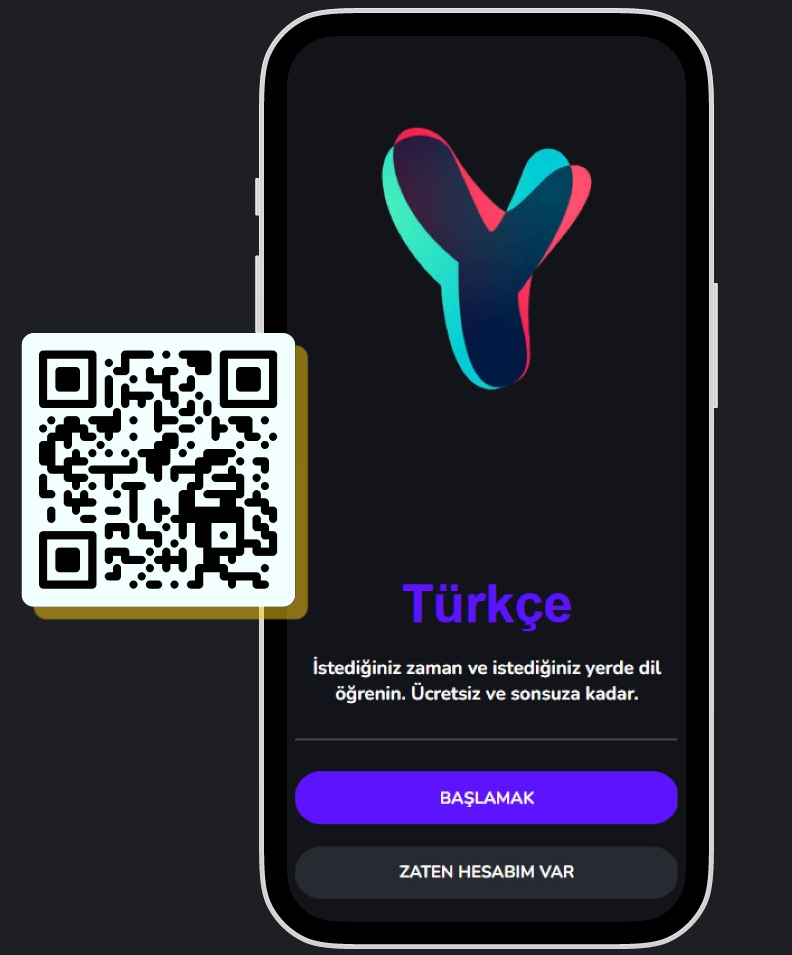 Y
Türkçe
İstediğiniz zaman ve istediğiniz yerde dil
öğrenin. Ücretsiz ve sonsuza kadar.
BAŞLAMAK
ZATEN HESABIM VAR